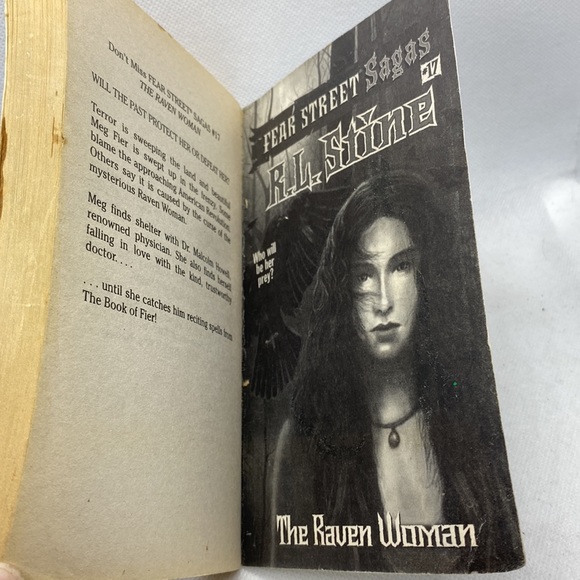 Don't Miss FEAR STREET® SAGAS #17
THE RAVEN WOMAN
WILL THE PAST PROTECT HER OR DEFEAT HER?
Terror is sweeping the land and beautiful
Meg Fier is swept up in the frenzy. Some
blame the approaching American Revolution.
Others say it is caused by the curse of the
mysterious Raven Woman.
Meg finds shelter with Dr. Malcolm Howell,
renowned physician. She also finds herself
falling in love with the kind, trustworthy
doctor. . . .
. . . until she catches him reciting spells from
The Book of Fier!
FEAR STREET Sagas
#17
R.L. Stine
Who will
be her
prey?
The Raven Woman